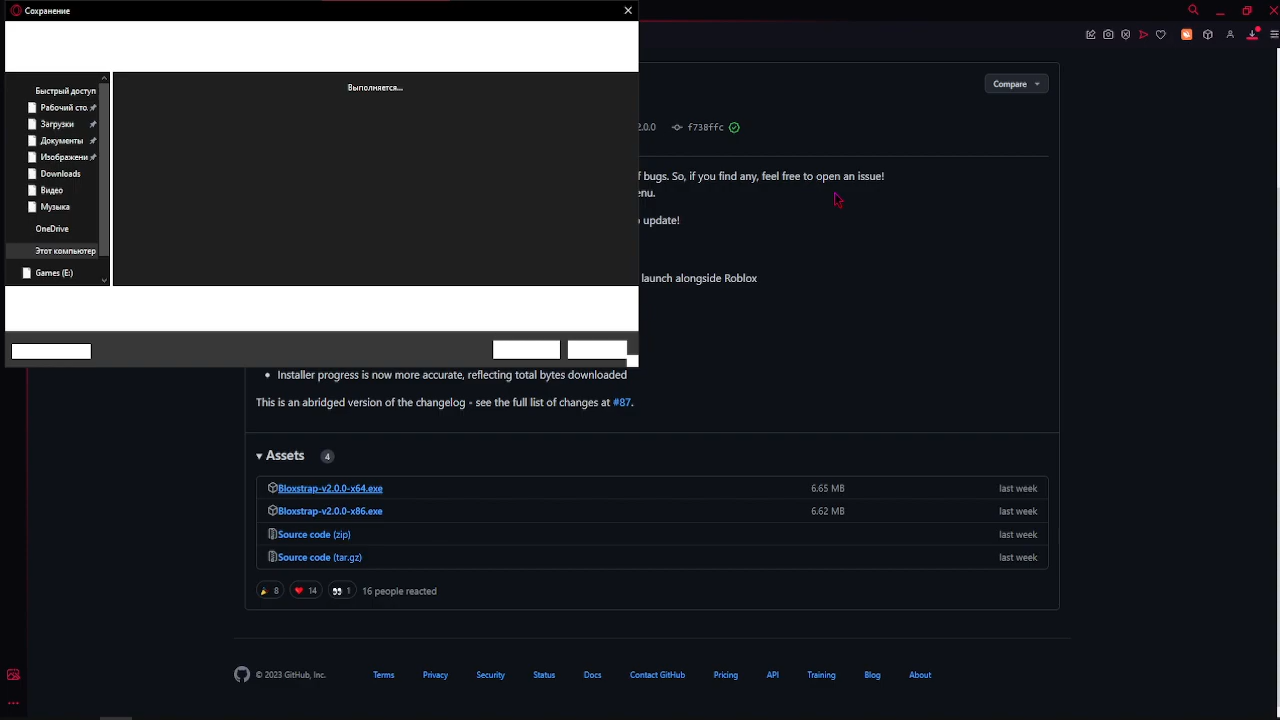 Сохранение
Быстрый доступ
Рабочий сто.
Загрузки
Документы
Изображени
Downloads
Видео
Музыка
OneDrive
Этот компьютер
Games (E:)
Выполняется...
Compare
2.0.0
f738ffc
f bugs. So, if you find any, feel free to open an issue!
enu.
o update!
launch alongside Roblox
Installer progress is now more accurate, reflecting total bytes downloaded
This is an abridged version of the changelog - see the full list of changes at #87.
Assets 4
Bloxstrap-v2.0.0-x64.exe 6.65 MB last week
Bloxstrap-v2.0.0-x86.exe 6.62 MB last week
Source code (zip) last week
Source code (tar.gz) last week
8 14 1 16 people reacted
© 2023 GitHub, Inc. Terms Privacy Security Status Docs Contact GitHub Pricing API Training Blog About